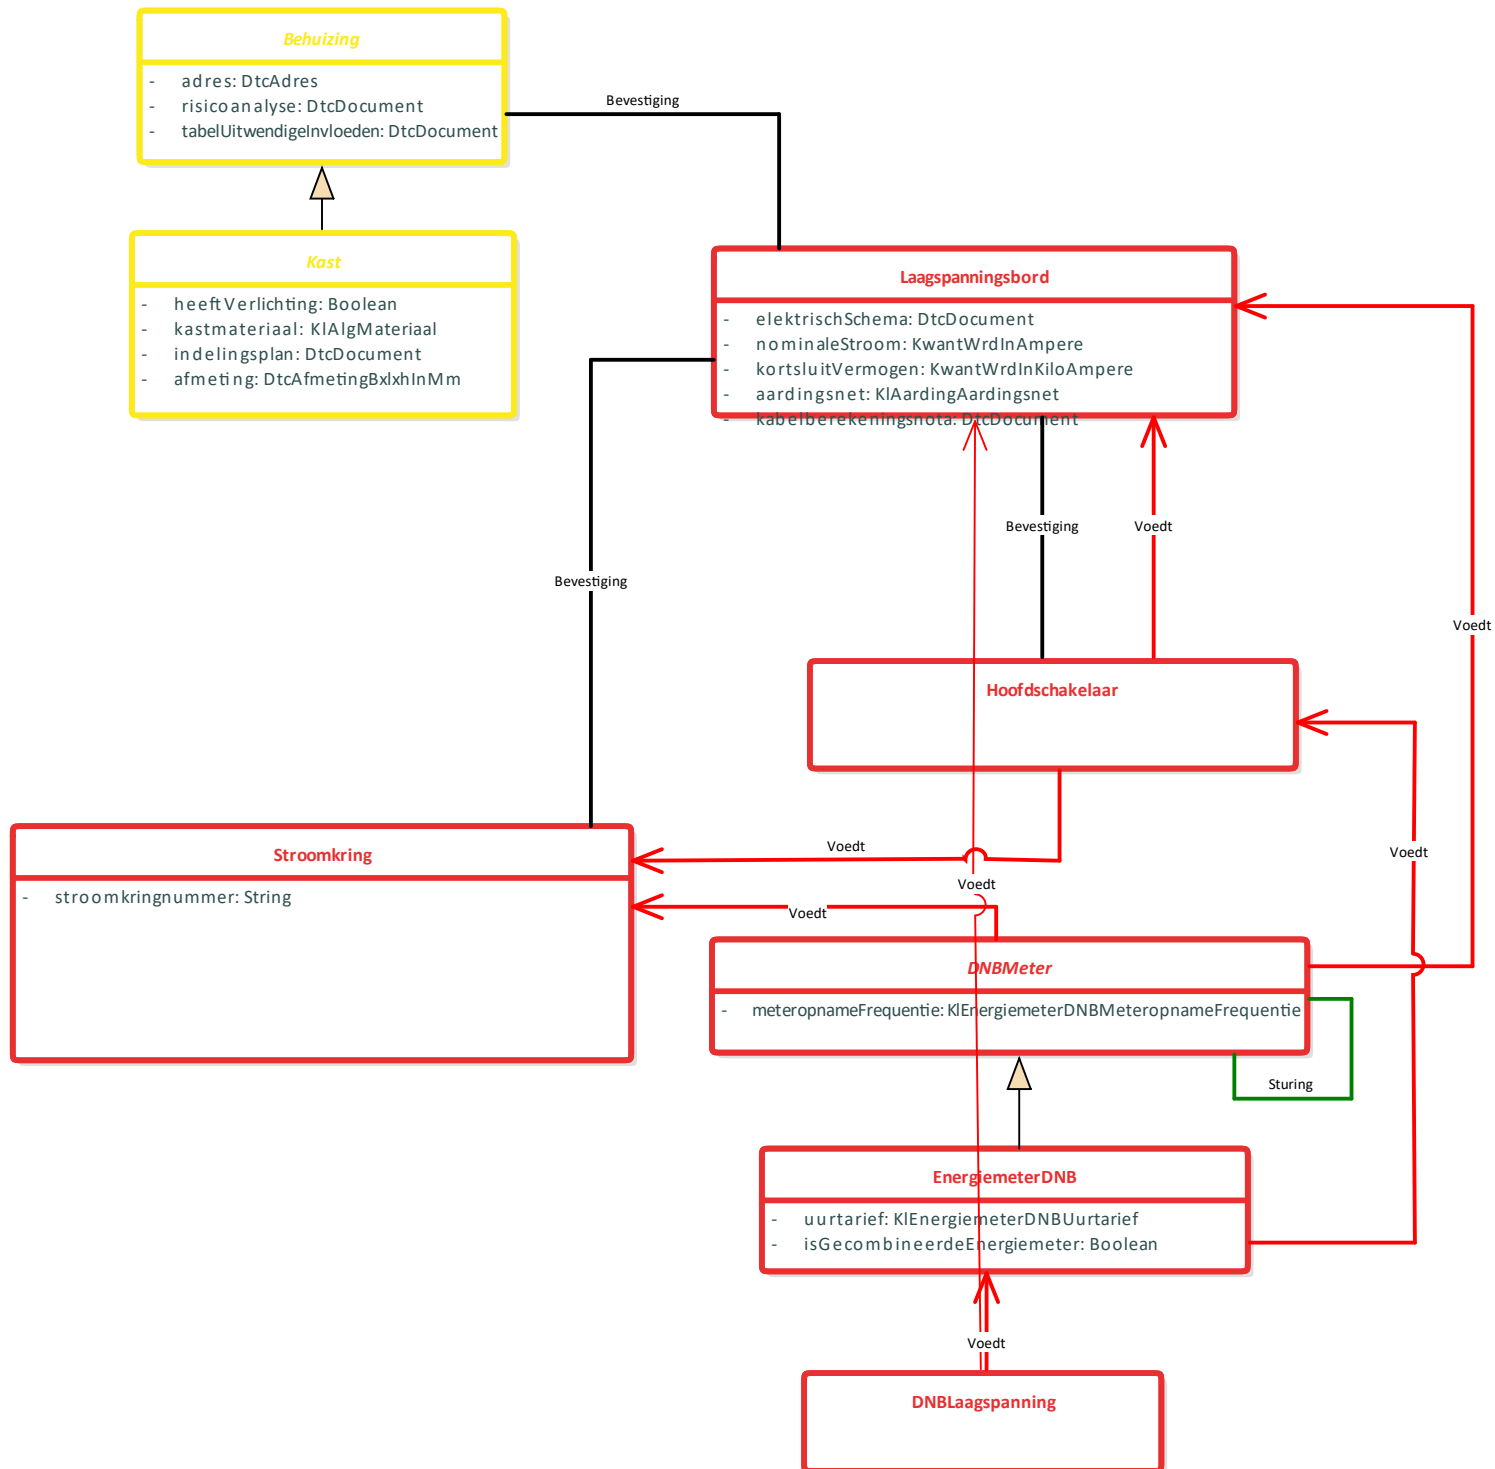 Behuizing
- adres: DtcAdres
- risicoanalyse: DtcDocument
- tabelUitwendigeInvloeden: DtcDocument
Bevestiging
Kast
- heeftVerlichting: Boolean
- kastmateriaal: KlAlgMateriaal
- indelingsplan: DtcDocument
- afmeting: DtcAfmetingBxlxhInMm
Laagspanningsbord
- elektrischSchema: DtcDocument
- nominaleStroom: KwantWrdInAmpere
- kortsluitVermogen: KwantWrdInKiloAmpere
- aardingsnet: KlAardingAardingsnet
- kabelberekeningsnota: DtcDocument
Bevestiging
Voedt
Bevestiging
Voedt
Hoofdschakelaar
Stroomkring
- stroomkringnummer: String
Voedt
Voedt
Voedt
Voedt
DNBMeter
- meteropnameFrequentie: KlEnergiemeterDNBMeteropnameFrequentie
Sturing
EnergiemeterDNB
- uurtarief: KlEnergiemeterDNBUurtarief
- isGecombineerdeEnergiemeter: Boolean
Voedt
DNBLaagspanning